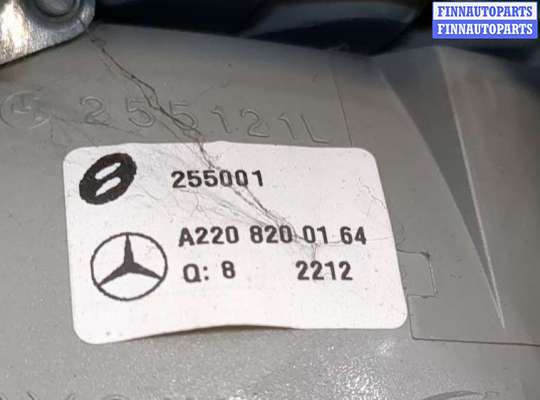 FINNAUTOPARTS
FINNAUTOPARTS
255121L
255001
A220 820 01 64
Q: 8 2212